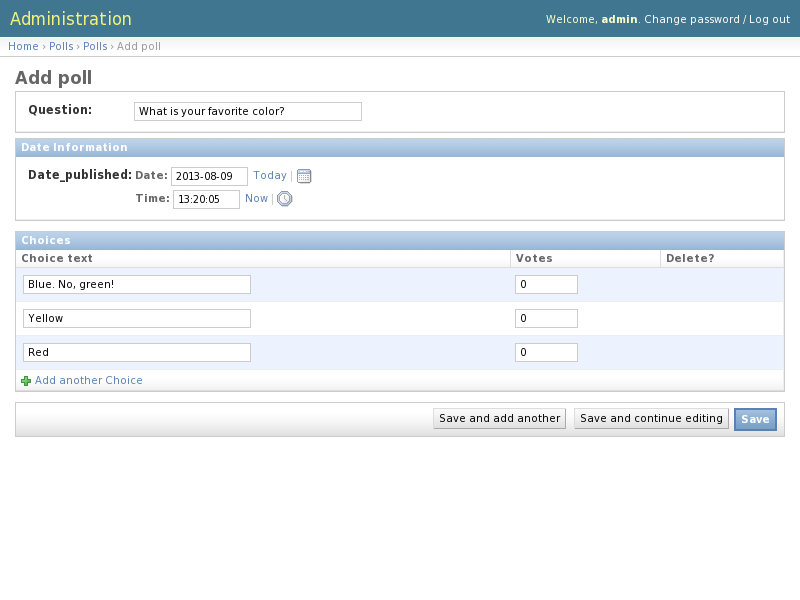 Administration
Welcome, admin. Change password / Log out
Home › Polls › Polls › Add poll
Add poll
Question: What is your favorite color?
Date Information
Date_published: Date: 2013-08-09 Today |
Time: 13:20:05 Now |
Choices
Choice text Votes Delete?
Blue. No, green! 0
Yellow 0
Red 0
Add another Choice
Save and add another Save and continue editing Save